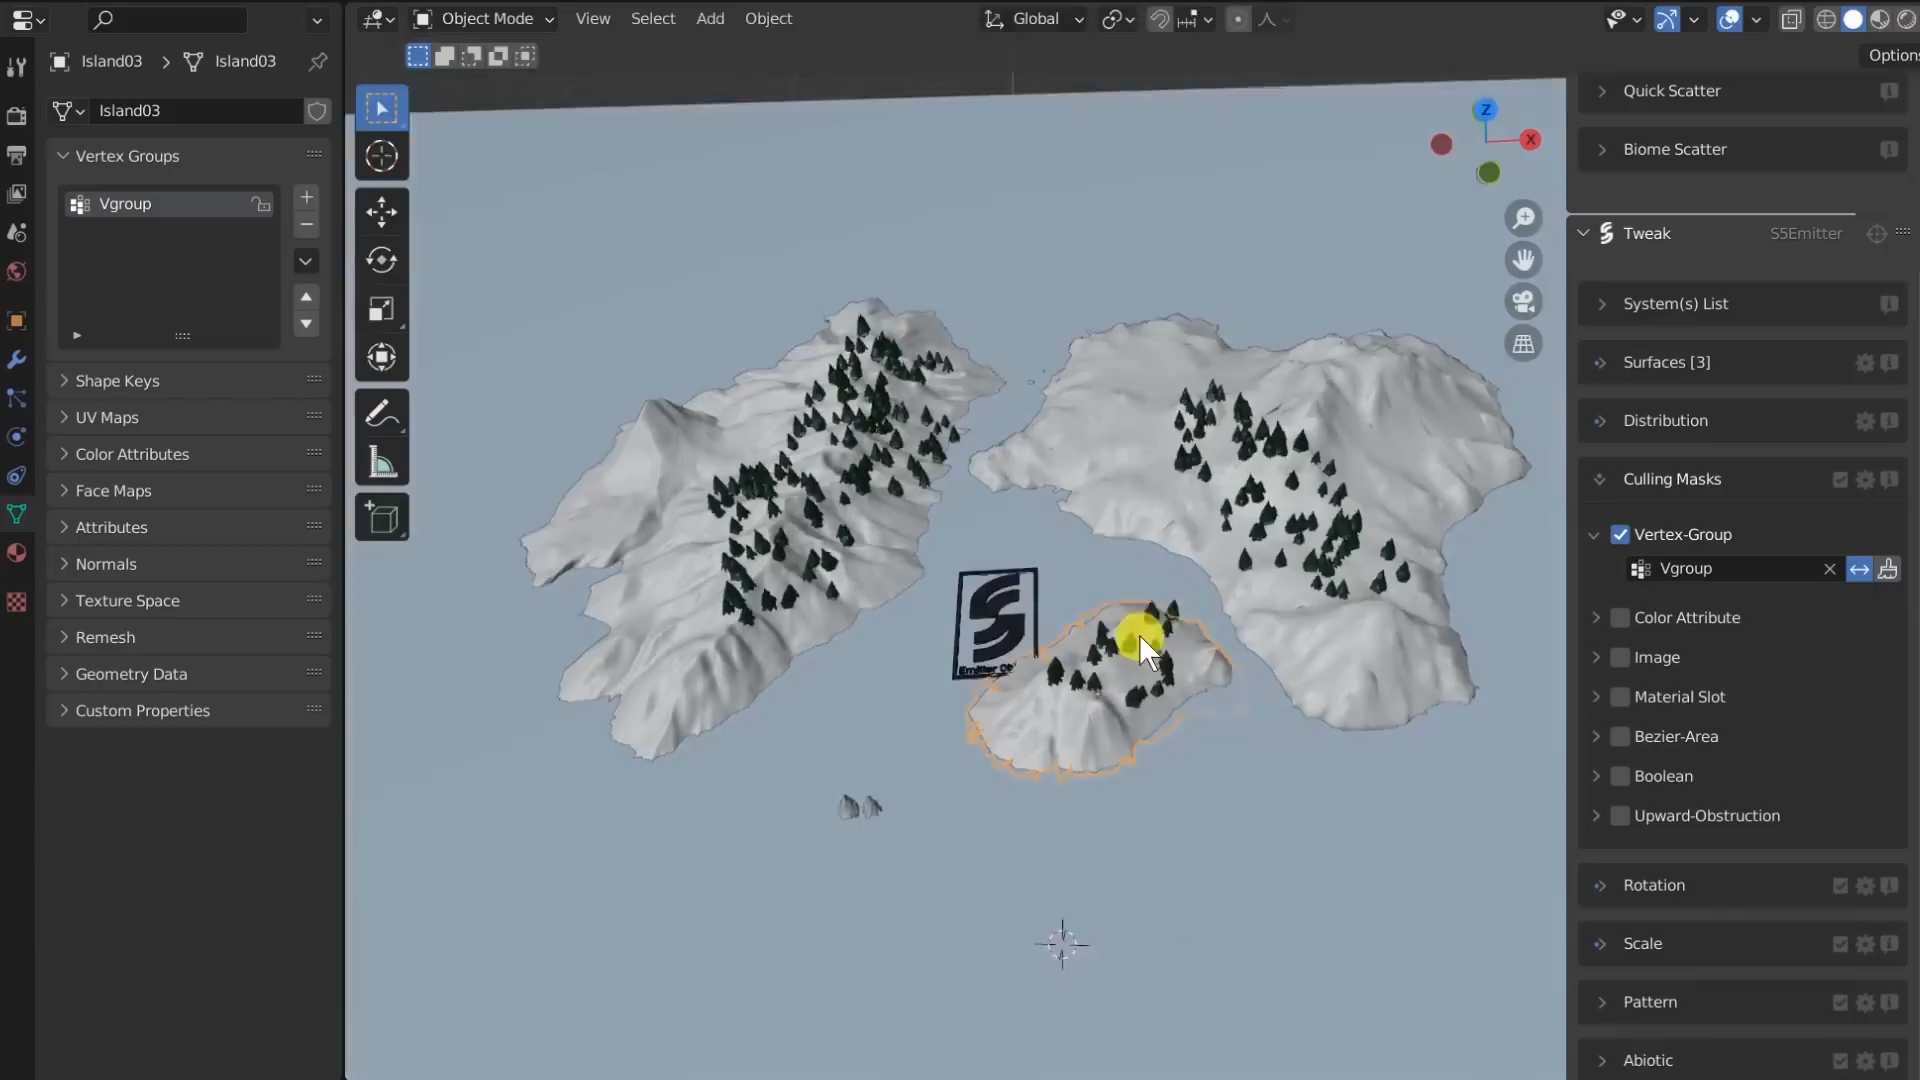 Object Mode
View
Select
Add
Object
Global
Options
Island03
Island03
Island03
Vertex Groups
Vgroup
Shape Keys
UV Maps
Color Attributes
Face Maps
Attributes
Normals
Texture Space
Remesh
Geometry Data
Custom Properties
Z
X
Emitter Ob
Quick Scatter
Biome Scatter
Tweak
S5Emitter
System(s) List
Surfaces [3]
Distribution
Culling Masks
Vertex-Group
Vgroup
Color Attribute
Image
Material Slot
Bezier-Area
Boolean
Upward-Obstruction
Rotation
Scale
Pattern
Abiotic